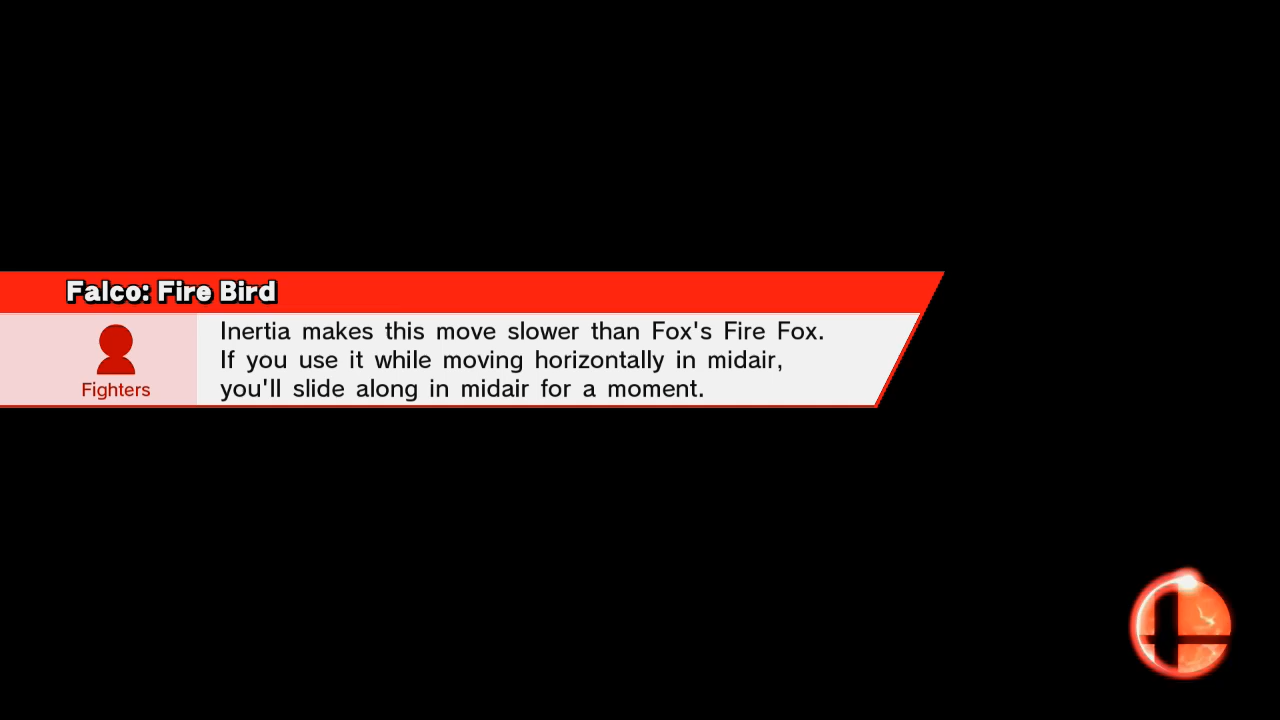 Falco: Fire Bird
Fighters
Inertia makes this move slower than Fox's Fire Fox.
If you use it while moving horizontally in midair,
you'll slide along in midair for a moment.